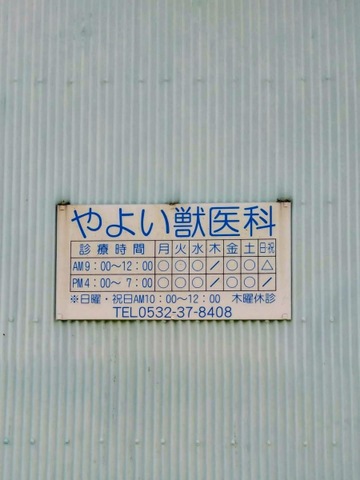 やよい獣医科
診療時間 月 火 水 木 金 土 日祝
AM9:00〜12:00 ○ ○ ○ / ○ ○ △
PM4:00〜 7:00 ○ ○ ○ / ○ ○ /
※日曜・祝日AM10:00〜12:00 木曜休診
TEL0532-37-8408